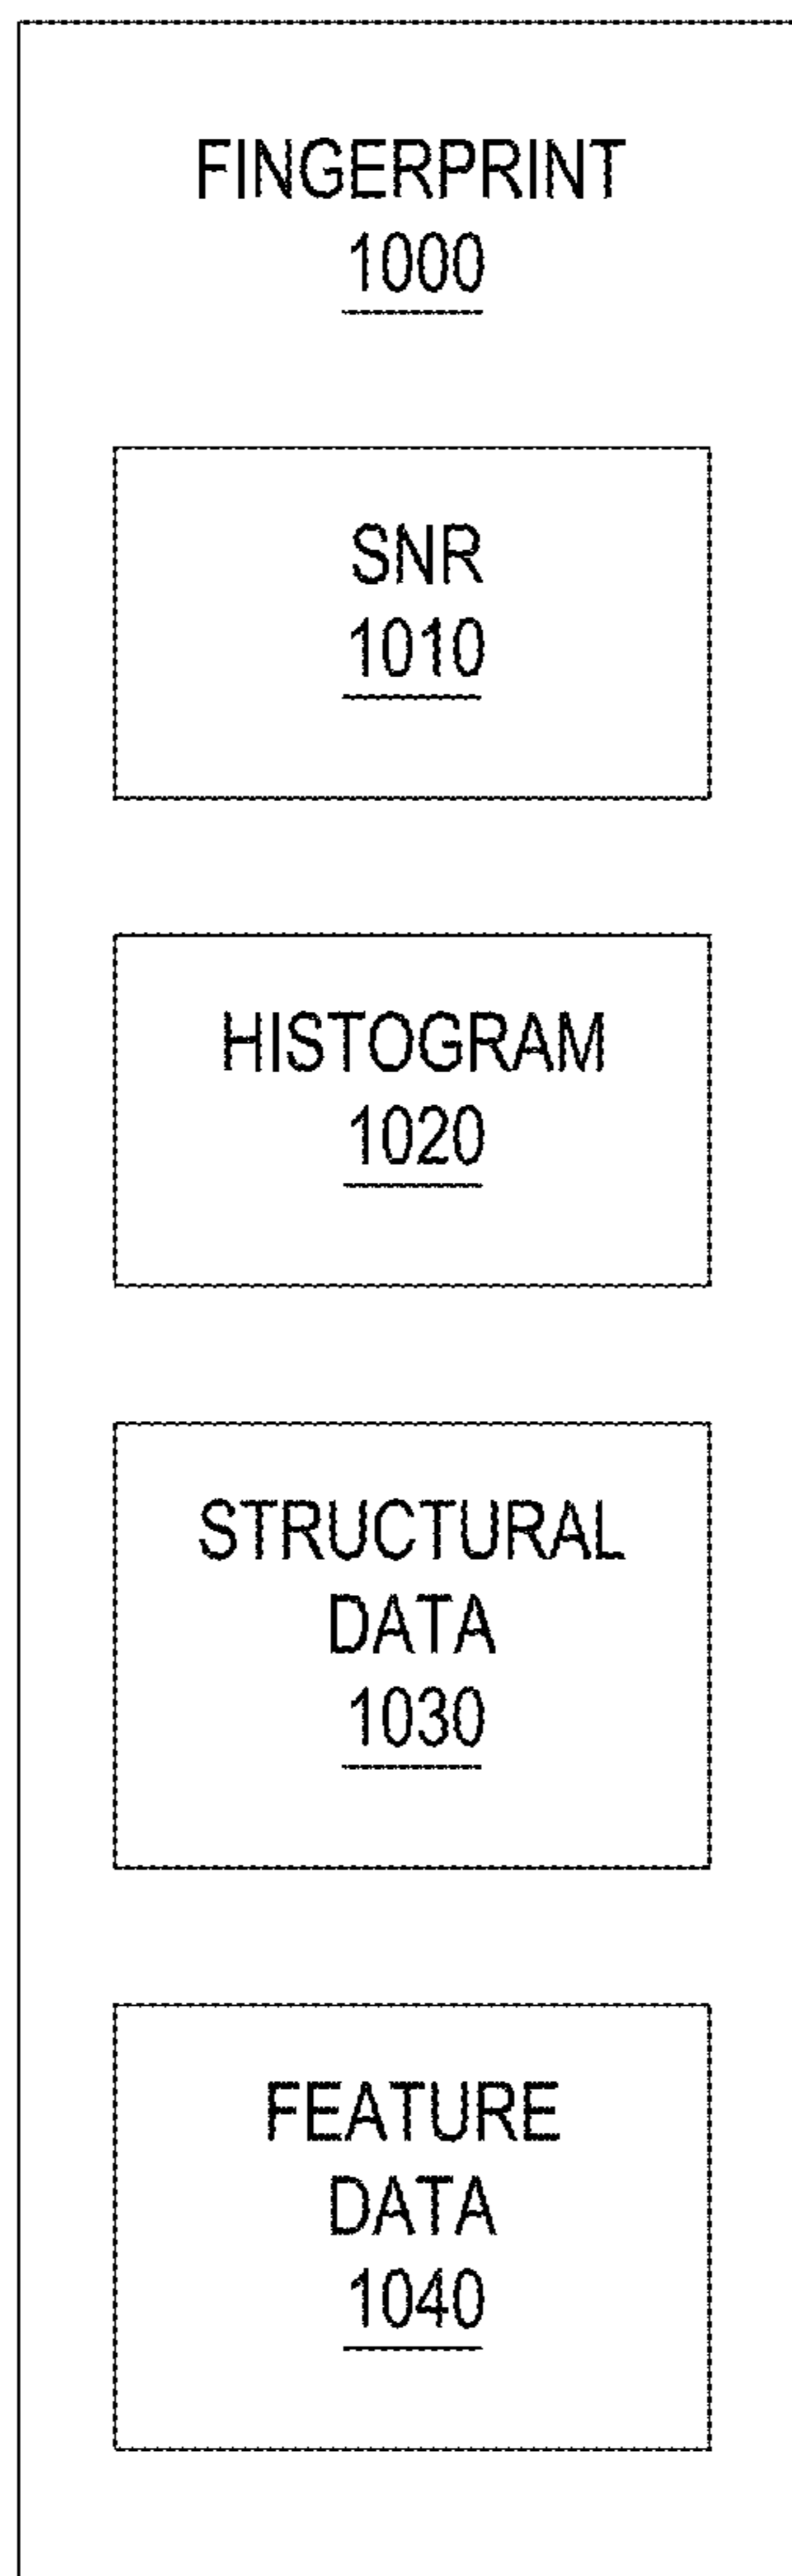 FINGERPRINT
1000
SNR
1010
HISTOGRAM
1020
STRUCTURAL
DATA
1030
FEATURE
DATA
1040